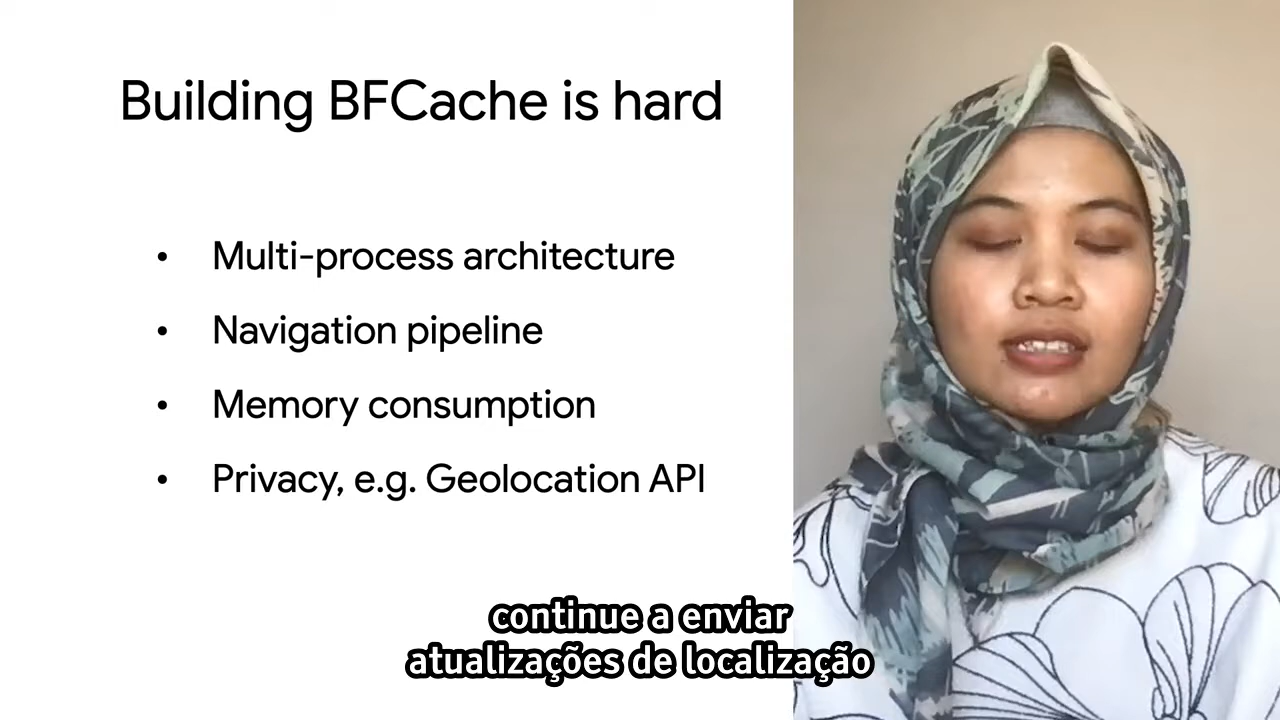 Building BFCache is hard
• Multi-process architecture
• Navigation pipeline
• Memory consumption
• Privacy, e.g. Geolocation API
continue a enviar
atualizações de localização